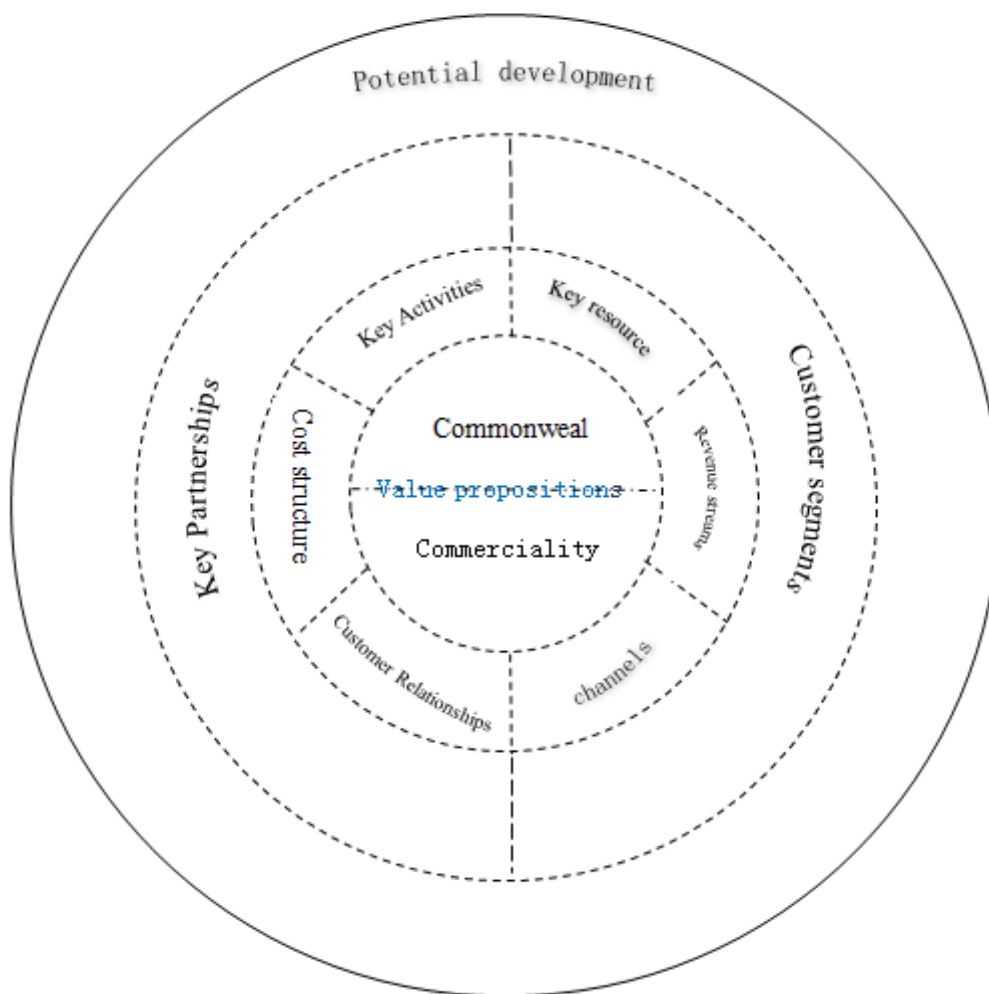 Potential development
Key Activities
Key resource
Key Partnerships
Cost structure
Commonweal
Value propositions
Commerciality
Revenue streams
Customer segments
Customer Relationships
channels